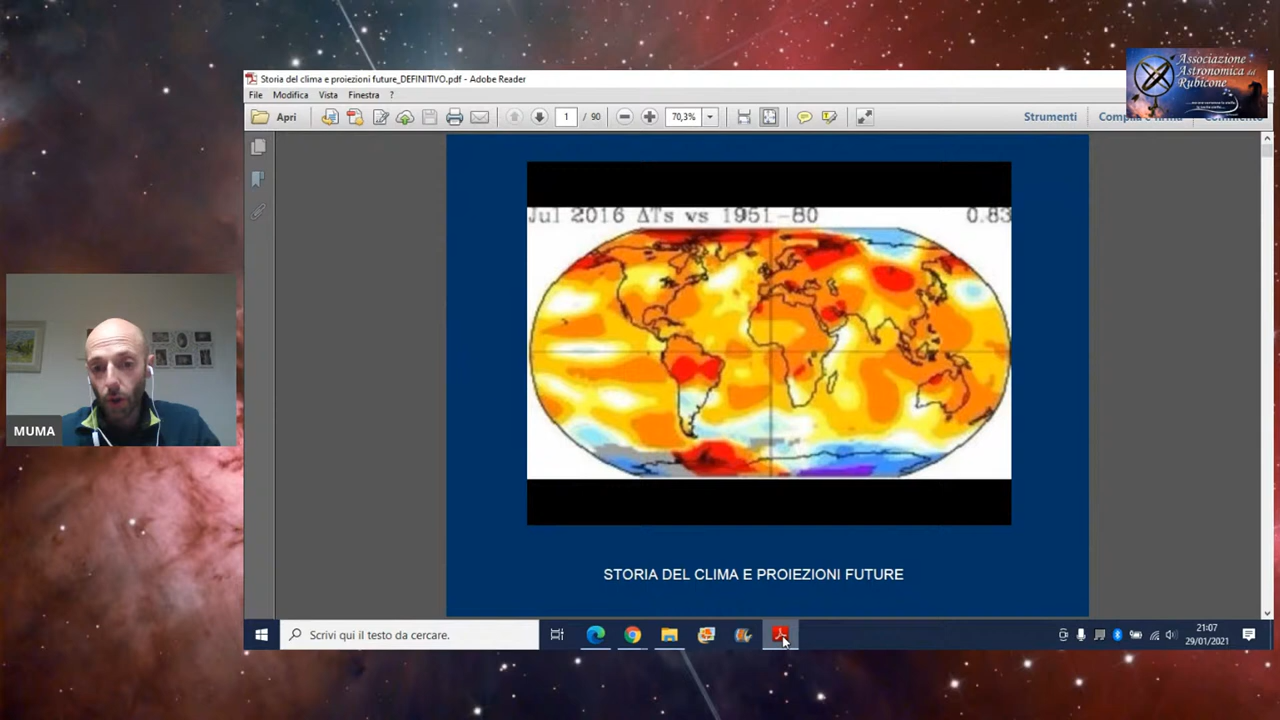 Storia del clima e proiezioni future_DEFINITIVO.pdf - Adobe Reader
File Modifica Vista Finestra ?
Apri
1 / 90
70,3%
Strumenti
Associazione
Astronomica del
Rubicone
Jul 2016 ΔTs vs 1951-80 0.83
MUMA
STORIA DEL CLIMA E PROIEZIONI FUTURE
Scrivi qui il testo da cercare.
21:07
29/01/2021